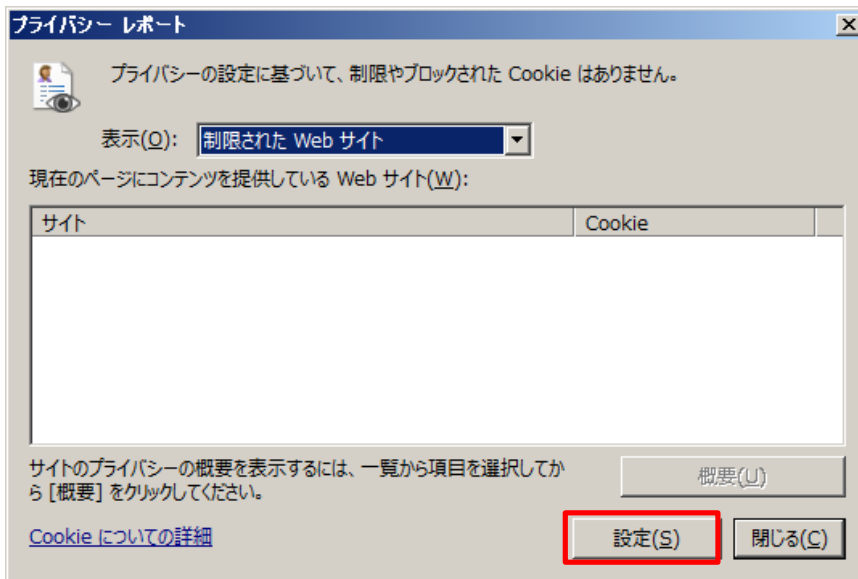 プライバシー レポート
プライバシーの設定に基づいて、制限やブロックされた Cookie はありません。
表示(O): 制限された Web サイト
現在のページにコンテンツを提供している Web サイト(W):
サイト Cookie
サイトのプライバシーの概要を表示するには、一覧から項目を選択してか
ら [概要] をクリックしてください。
概要(U)
Cookie についての詳細
設定(S) 閉じる(C)